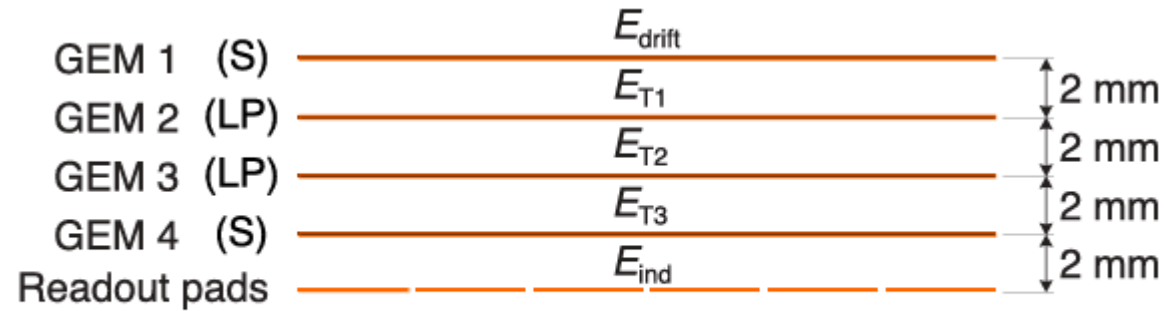 E_drift
GEM 1 (S)
E_T1 2 mm
GEM 2 (LP)
E_T2 2 mm
GEM 3 (LP)
E_T3 2 mm
GEM 4 (S)
E_ind 2 mm
Readout pads